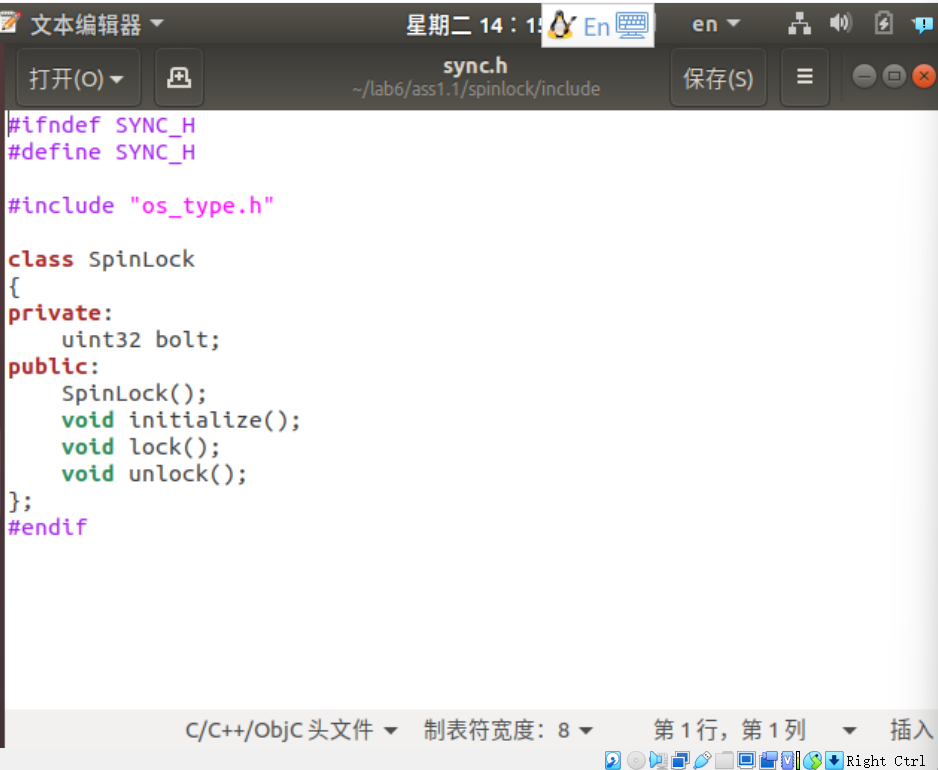 文本编辑器
星期二 14：15
En
en
打开(O)
sync.h
~/lab6/ass1.1/spinlock/include
保存(S)
#ifndef SYNC_H
#define SYNC_H
#include "os_type.h"
class SpinLock
{
private:
    uint32 bolt;
public:
    SpinLock();
    void initialize();
    void lock();
    void unlock();
};
#endif
C/C++/ObjC 头文件
制表符宽度：8
第 1 行，第 1 列
插入
Right Ctrl